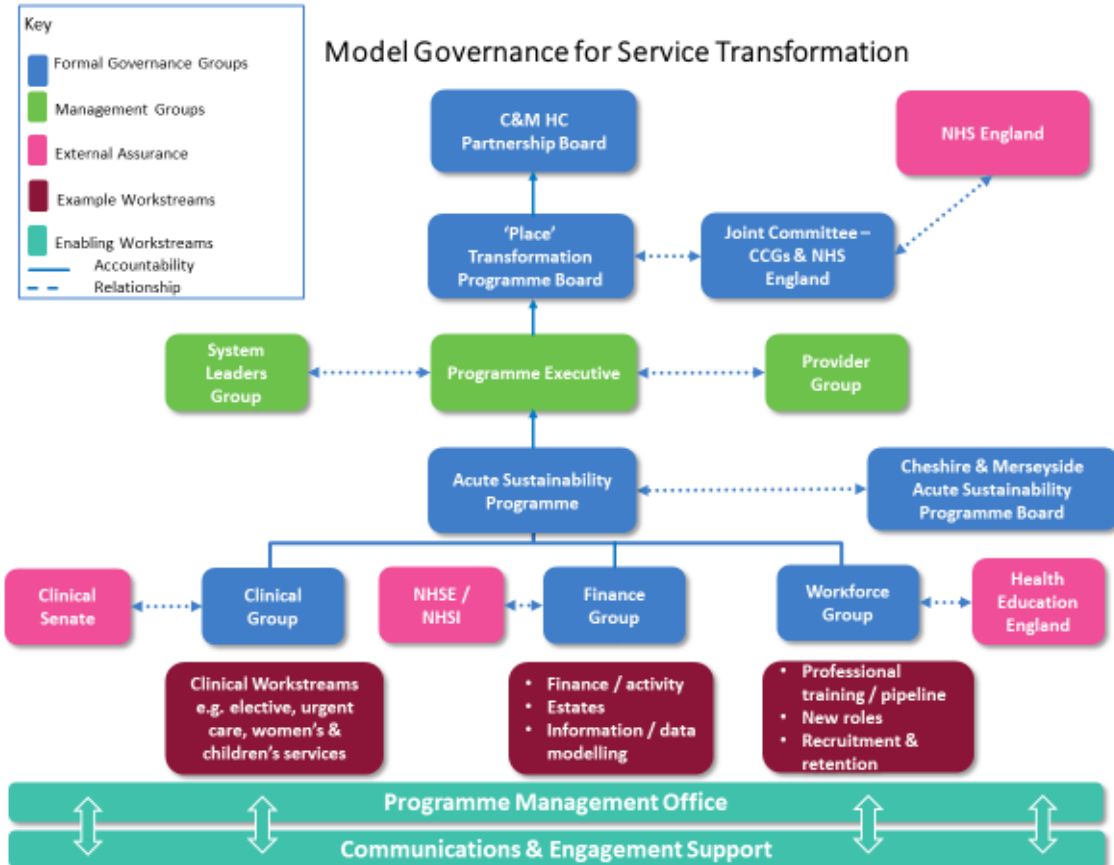 Key
Formal Governance Groups
Management Groups
External Assurance
Example Workstreams
Enabling Workstreams
Accountability
Relationship
Model Governance for Service Transformation
C&M HC
Partnership Board
NHS England
'Place'
Transformation
Programme Board
Joint Committee –
CCGs & NHS
England
System
Leaders
Group
Programme Executive
Provider
Group
Acute Sustainability
Programme
Cheshire & Merseyside
Acute Sustainability
Programme Board
Clinical
Senate
Clinical
Group
NHSE /
NHSI
Finance
Group
Workforce
Group
Health
Education
England
Clinical Workstreams
e.g. elective, urgent
care, women's &
children's services
• Finance / activity
• Estates
• Information / data
modelling
• Professional
training / pipeline
• New roles
• Recruitment &
retention
Programme Management Office
Communications & Engagement Support